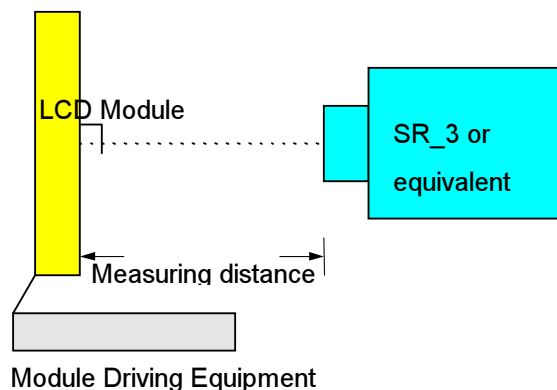 LCD Module
SR_3 or
equivalent
Measuring distance
Module Driving Equipment